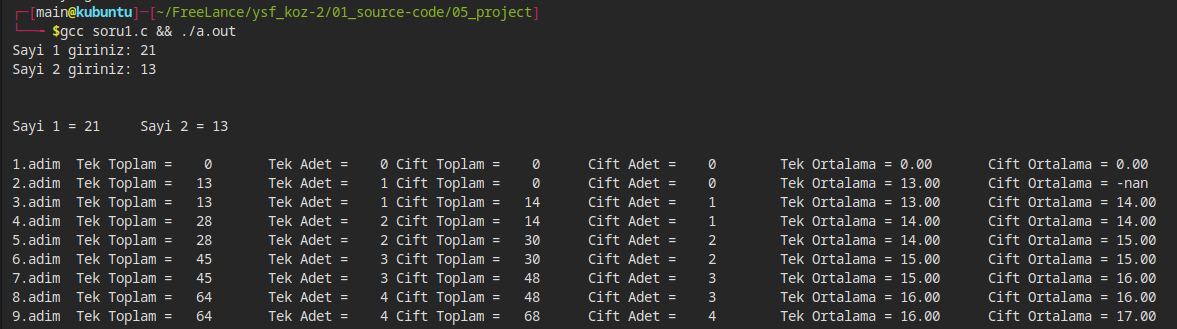 ┌─[main@kubuntu]─[~/FreeLance/ysf_koz-2/01_source-code/05_project]
└──╼ $gcc soru1.c && ./a.out
Sayi 1 giriniz: 21
Sayi 2 giriniz: 13
Sayi 1 = 21     Sayi 2 = 13
1.adim  Tek Toplam =    0       Tek Adet =    0 Cift Toplam =    0      Cift Adet =    0        Tek Ortalama = 0.00      Cift Ortalama = 0.00
2.adim  Tek Toplam =   13       Tek Adet =    1 Cift Toplam =    0      Cift Adet =    0        Tek Ortalama = 13.00     Cift Ortalama = -nan
3.adim  Tek Toplam =   13       Tek Adet =    1 Cift Toplam =   14      Cift Adet =    1        Tek Ortalama = 13.00     Cift Ortalama = 14.00
4.adim  Tek Toplam =   28       Tek Adet =    2 Cift Toplam =   14      Cift Adet =    1        Tek Ortalama = 14.00     Cift Ortalama = 14.00
5.adim  Tek Toplam =   28       Tek Adet =    2 Cift Toplam =   30      Cift Adet =    2        Tek Ortalama = 14.00     Cift Ortalama = 15.00
6.adim  Tek Toplam =   45       Tek Adet =    3 Cift Toplam =   30      Cift Adet =    2        Tek Ortalama = 15.00     Cift Ortalama = 15.00
7.adim  Tek Toplam =   45       Tek Adet =    3 Cift Toplam =   48      Cift Adet =    3        Tek Ortalama = 15.00     Cift Ortalama = 16.00
8.adim  Tek Toplam =   64       Tek Adet =    4 Cift Toplam =   48      Cift Adet =    3        Tek Ortalama = 16.00     Cift Ortalama = 16.00
9.adim  Tek Toplam =   64       Tek Adet =    4 Cift Toplam =   68      Cift Adet =    4        Tek Ortalama = 16.00     Cift Ortalama = 17.00